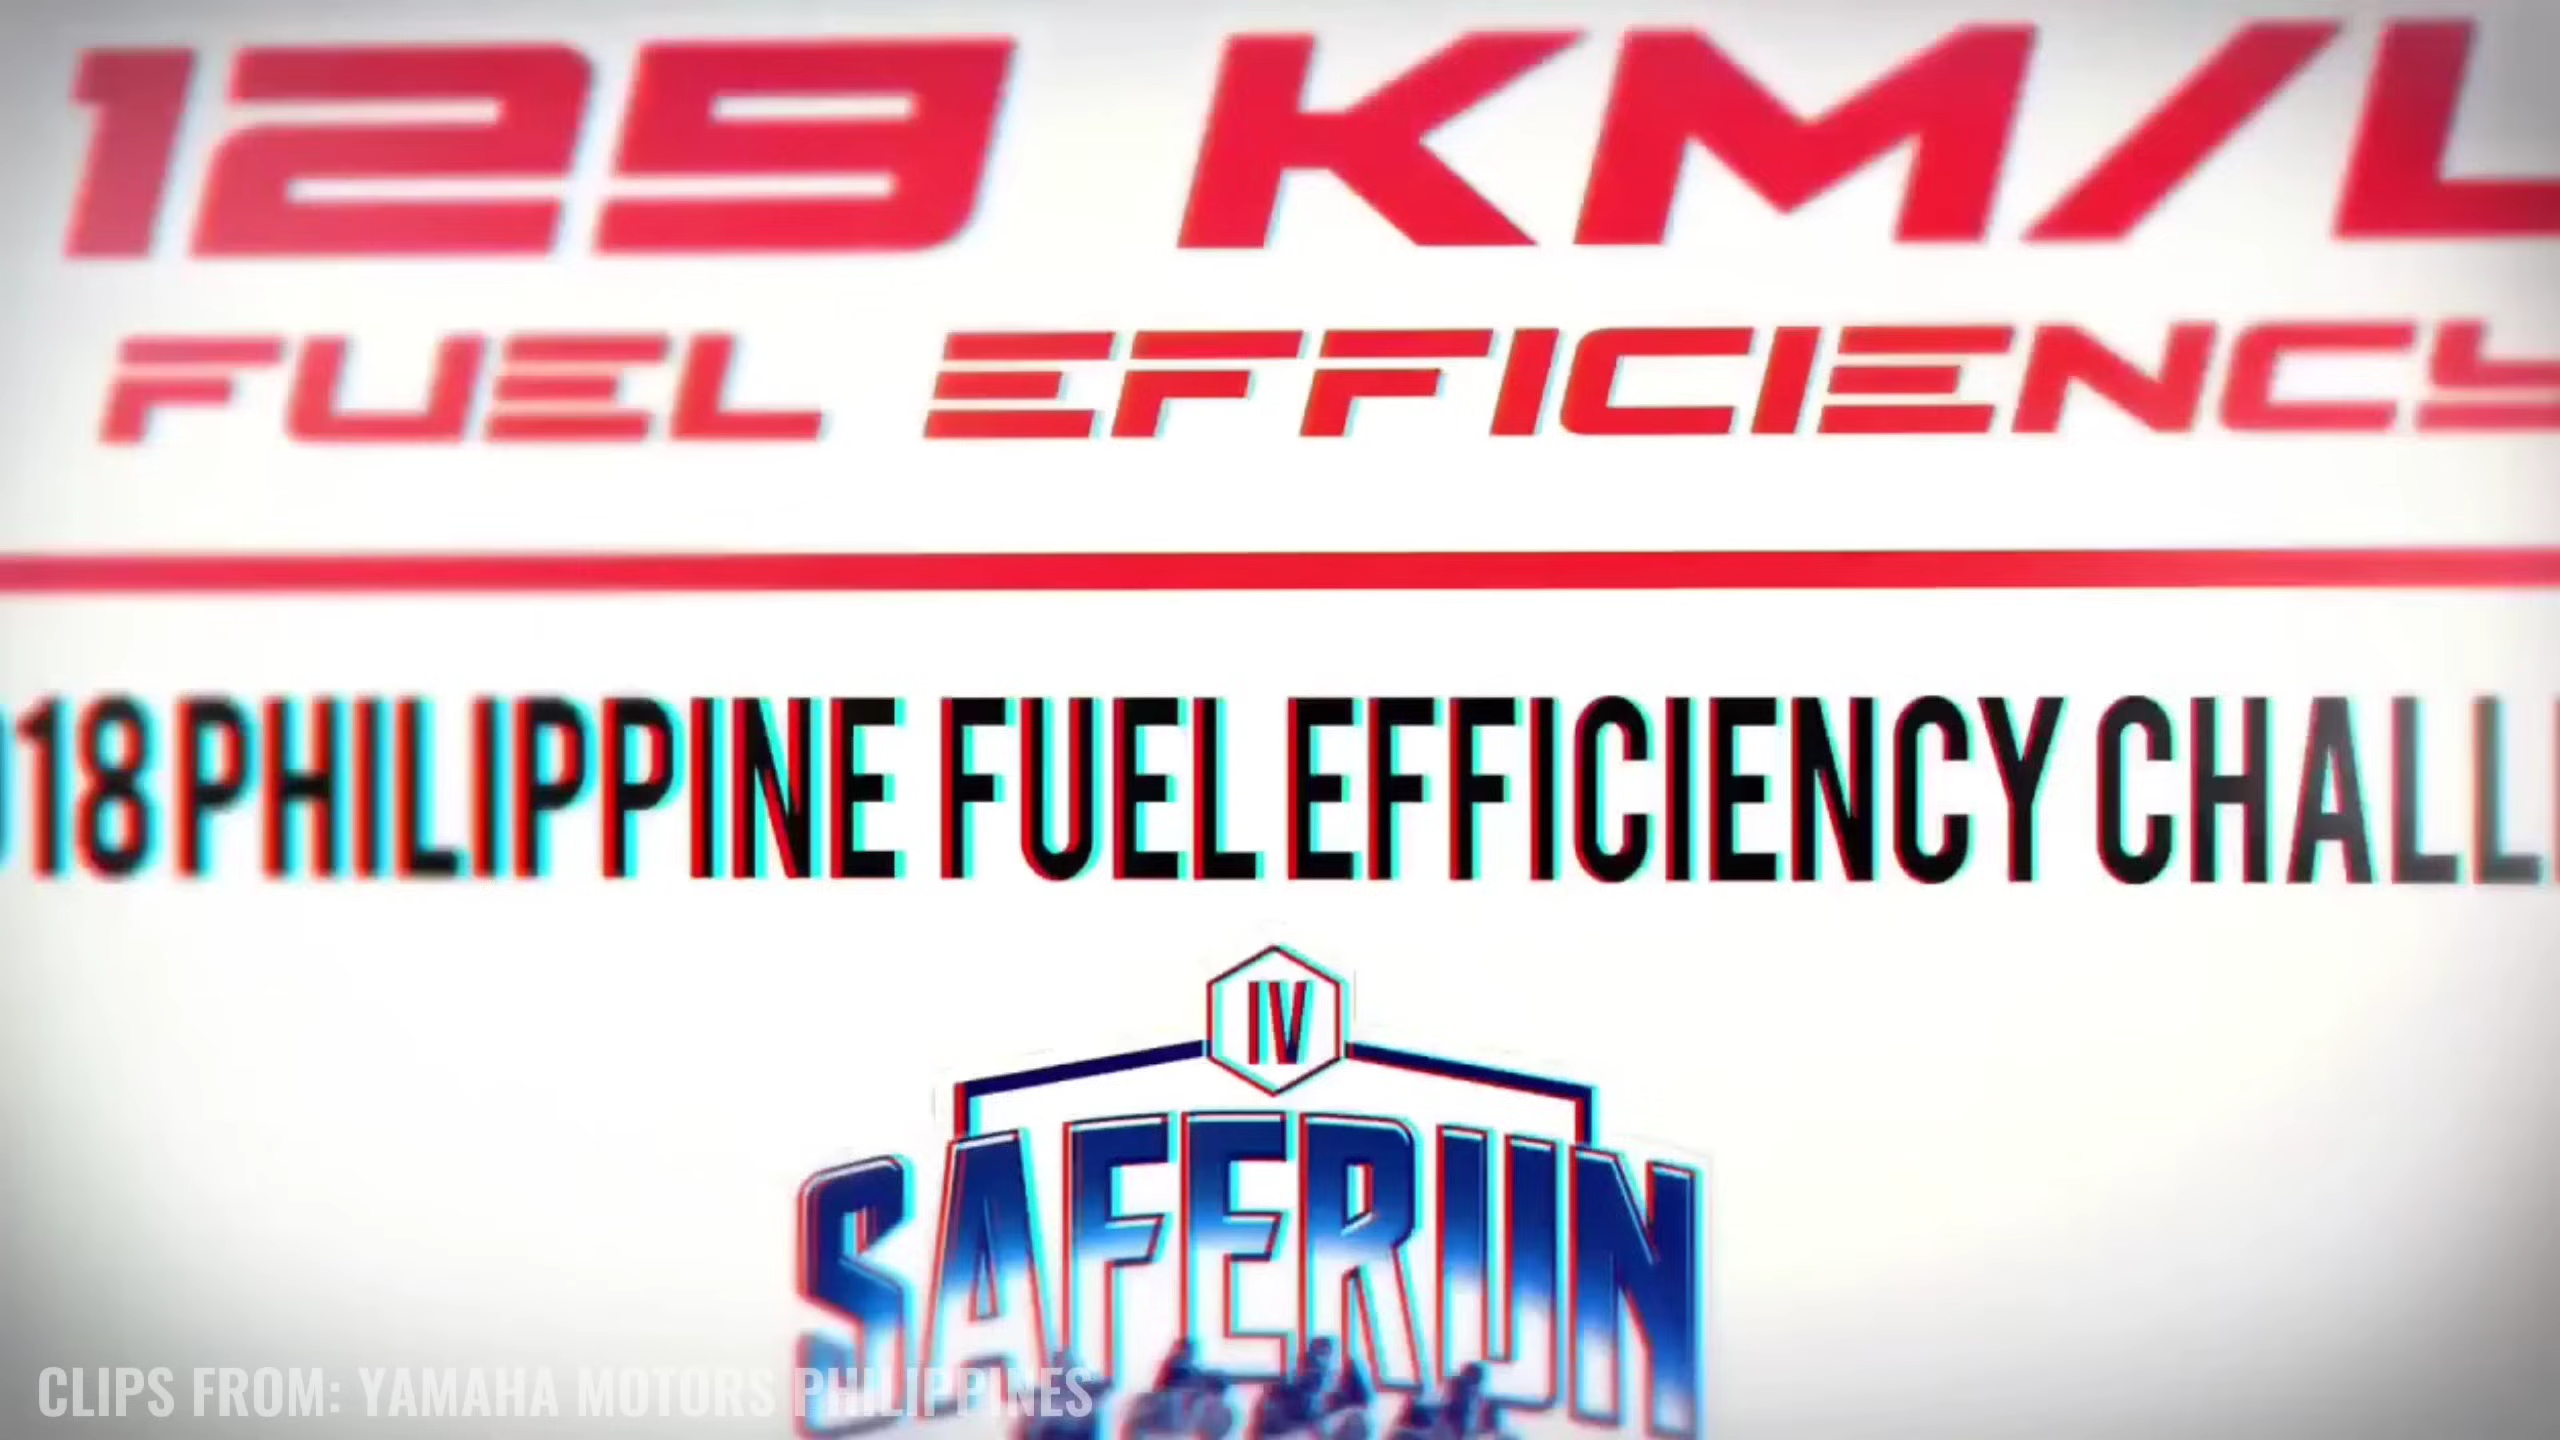 129 KM/L
FUEL EFFICIENCY
018 PHILIPPINE FUEL EFFICIENCY CHALL
IV
SAFERUN
CLIPS FROM: YAMAHA MOTORS PHILIPPINES